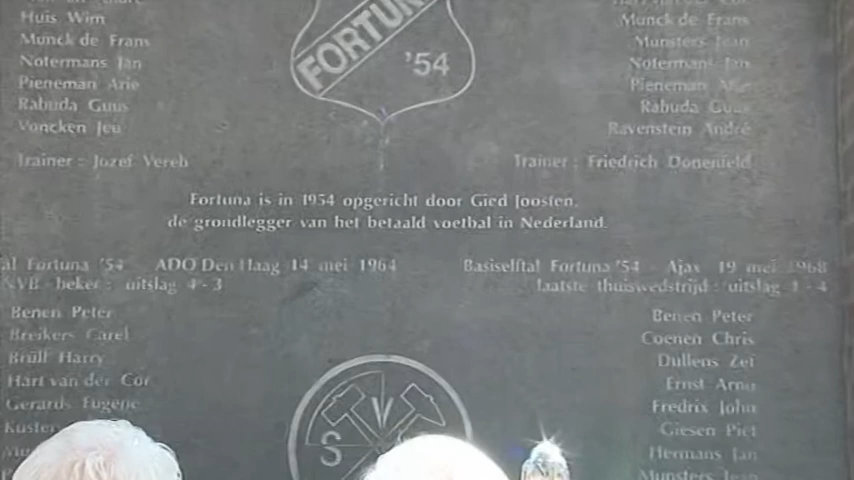 Huis Wim
Munck de Frans
Notermans Jan
Pieneman Arie
Rabuda Guus
Voncken Jeu
Trainer : Jozef Vereb
FORTUNA
'54
Munck de Frans
Munsters Jean
Notermans Jan
Pieneman Arie
Rabuda Guus
Ravenstein André
Trainer : Friedrich Donenfeld
Fortuna is in 1954 opgericht door Gied Joosten,
de grondlegger van het betaald voetbal in Nederland.
Fortuna '54 - ADO Den Haag 14 mei 1964
beker : uitslag 4 - 3
Benen Peter
Breikers Carel
Brüll Harry
Hart van der Cor
Gerards Eugene
Basiselftal Fortuna '54 - Ajax 19 mei 1968
laatste thuiswedstrijd : uitslag 1 - 4
Benen Peter
Coenen Chris
Dullens Zef
Ernst Arno
Fredrix John
Giesen Piet
Hermans Jan
Munsters Jean
S V